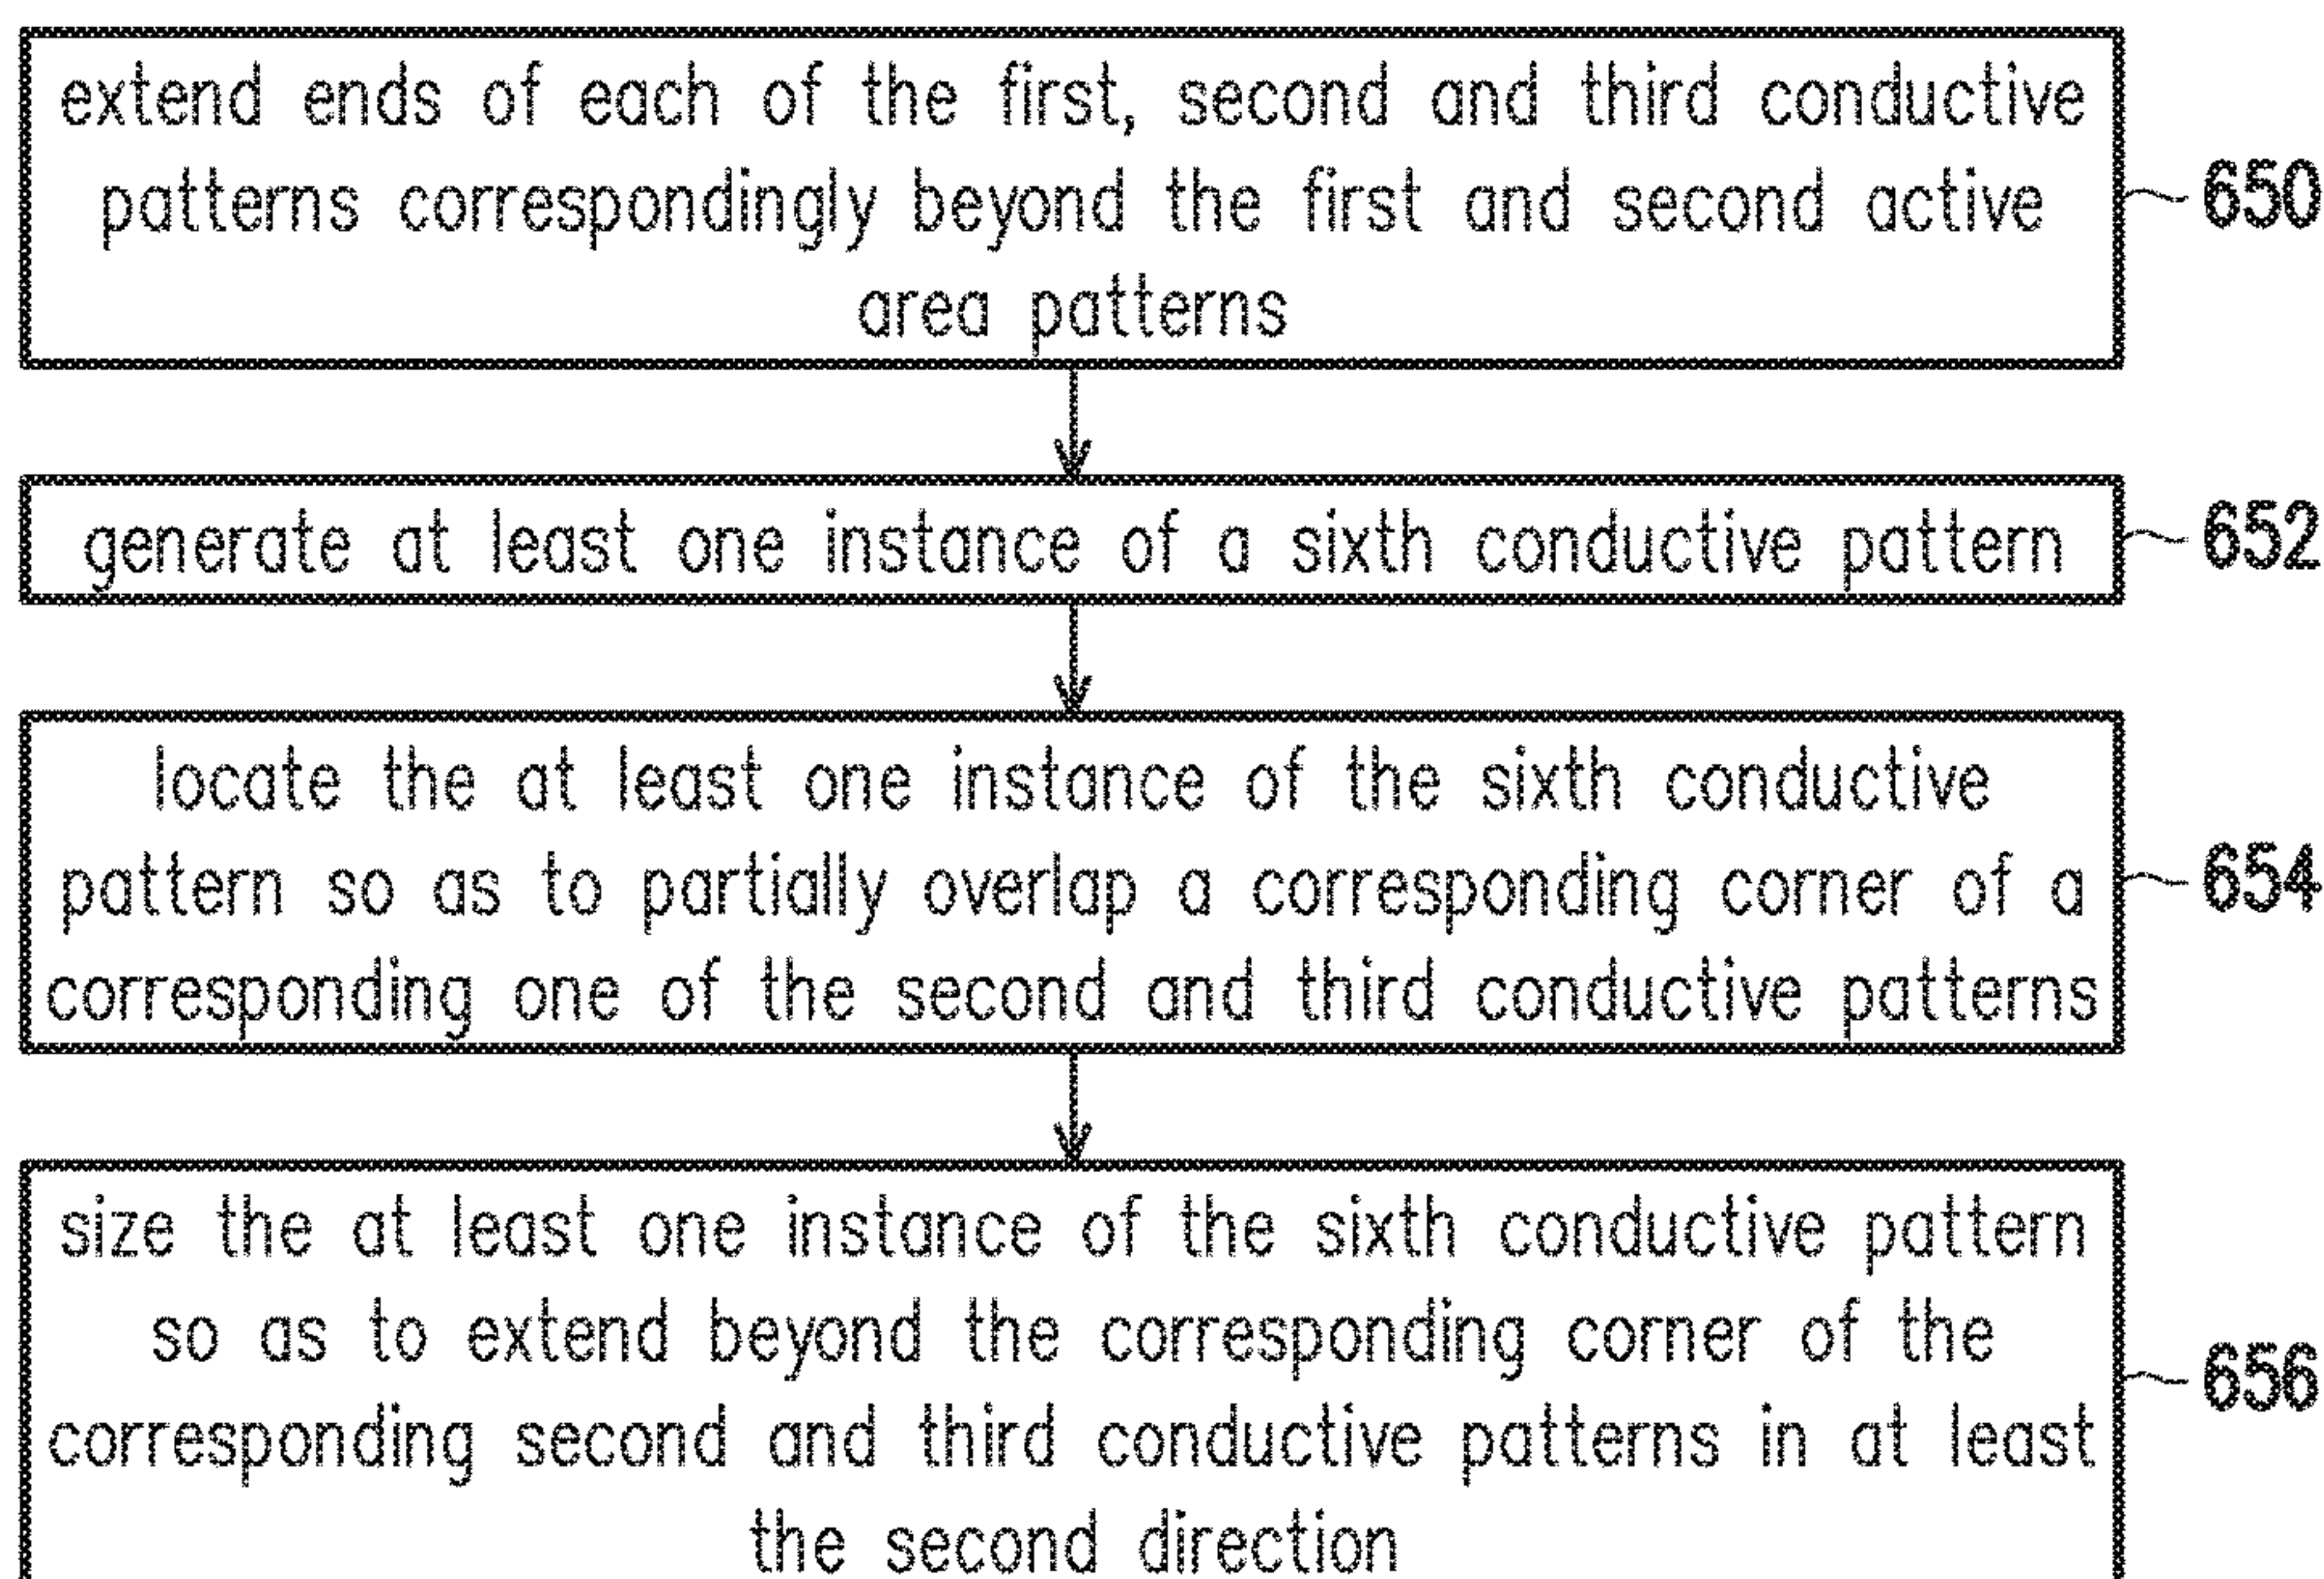 extend ends of each of the first, second and third conductive
patterns correspondingly beyond the first and second active
area patterns
650
generate at least one instance of a sixth conductive pattern
652
locate the at least one instance of the sixth conductive
pattern so as to partially overlap a corresponding corner of a
corresponding one of the second and third conductive patterns
654
size the at least one instance of the sixth conductive pattern
so as to extend beyond the corresponding corner of the
corresponding second and third conductive patterns in at least
the second direction
656